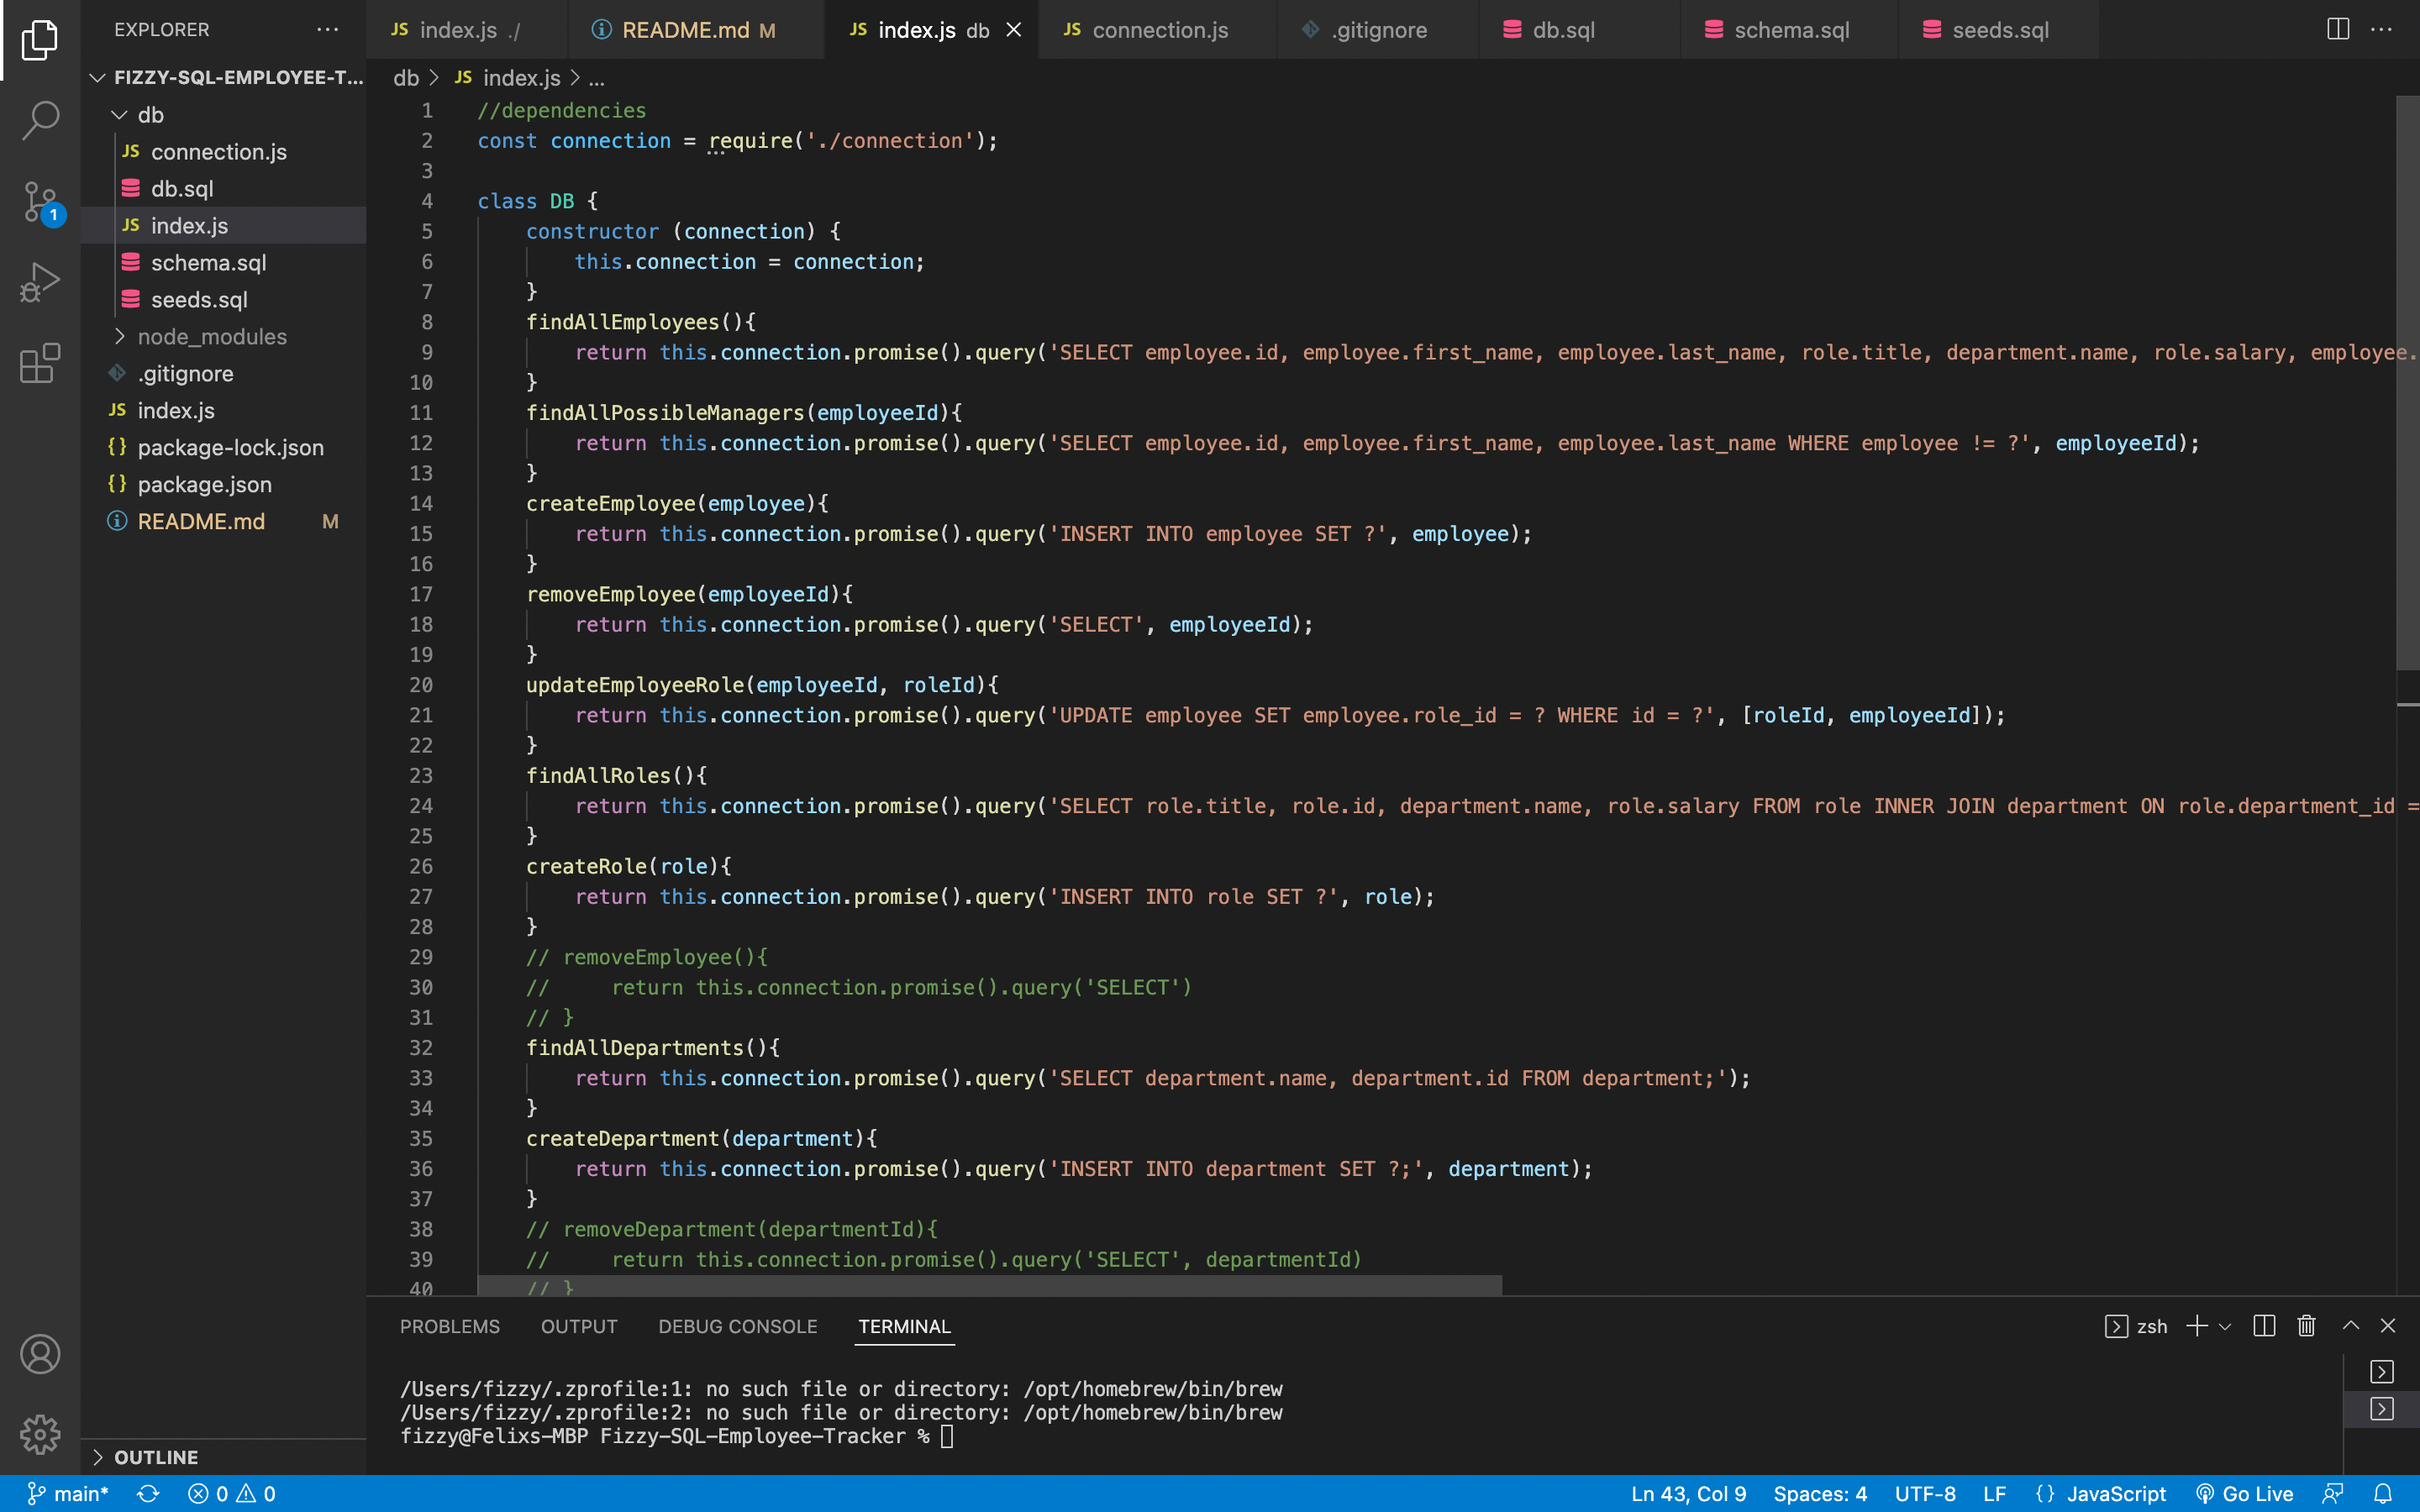 EXPLORER
FIZZY-SQL-EMPLOYEE-T...
db
JS connection.js
db.sql
JS index.js
schema.sql
seeds.sql
node_modules
.gitignore
JS index.js
{} package-lock.json
{} package.json
README.md M
OUTLINE
1
JS index.js ./
README.md M
JS index.js db
JS connection.js
.gitignore
db.sql
schema.sql
seeds.sql
db > JS index.js > ...
1 //dependencies
2 const connection = require('./connection');
3
4 class DB {
5 constructor (connection) {
6 this.connection = connection;
7 }
8 findAllEmployees(){
9 return this.connection.promise().query('SELECT employee.id, employee.first_name, employee.last_name, role.title, department.name, role.salary, employee.
10 }
11 findAllPossibleManagers(employeeId){
12 return this.connection.promise().query('SELECT employee.id, employee.first_name, employee.last_name WHERE employee != ?', employeeId);
13 }
14 createEmployee(employee){
15 return this.connection.promise().query('INSERT INTO employee SET ?', employee);
16 }
17 removeEmployee(employeeId){
18 return this.connection.promise().query('SELECT', employeeId);
19 }
20 updateEmployeeRole(employeeId, roleId){
21 return this.connection.promise().query('UPDATE employee SET employee.role_id = ? WHERE id = ?', [roleId, employeeId]);
22 }
23 findAllRoles(){
24 return this.connection.promise().query('SELECT role.title, role.id, department.name, role.salary FROM role INNER JOIN department ON role.department_id =
25 }
26 createRole(role){
27 return this.connection.promise().query('INSERT INTO role SET ?', role);
28 }
29 // removeEmployee(){
30 // return this.connection.promise().query('SELECT')
31 // }
32 findAllDepartments(){
33 return this.connection.promise().query('SELECT department.name, department.id FROM department;');
34 }
35 createDepartment(department){
36 return this.connection.promise().query('INSERT INTO department SET ?;', department);
37 }
38 // removeDepartment(departmentId){
39 // return this.connection.promise().query('SELECT', departmentId)
40 // }
PROBLEMS OUTPUT DEBUG CONSOLE TERMINAL
zsh
/Users/fizzy/.zprofile:1: no such file or directory: /opt/homebrew/bin/brew
/Users/fizzy/.zprofile:2: no such file or directory: /opt/homebrew/bin/brew
fizzy@Felixs-MBP Fizzy-SQL-Employee-Tracker %
main* 0 0 Ln 43, Col 9 Spaces: 4 UTF-8 LF {} JavaScript Go Live